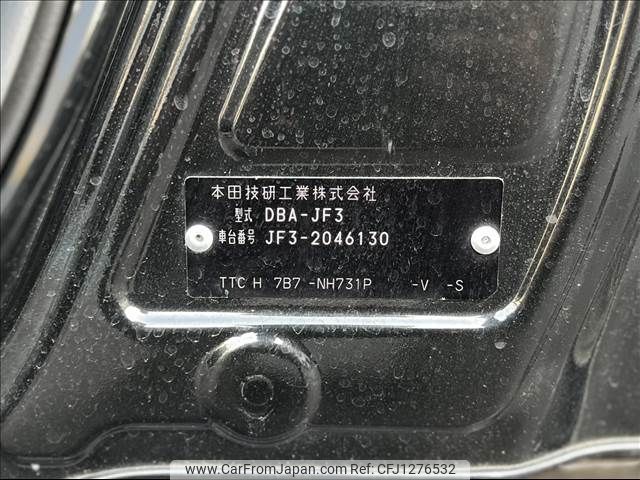 本田技研工業株式会社
型式 DBA-JF3
車台番号 JF3-2046130
TTC H 7B7 -NH731P -V -S
www.CarFromJapan.com CFJ1276532